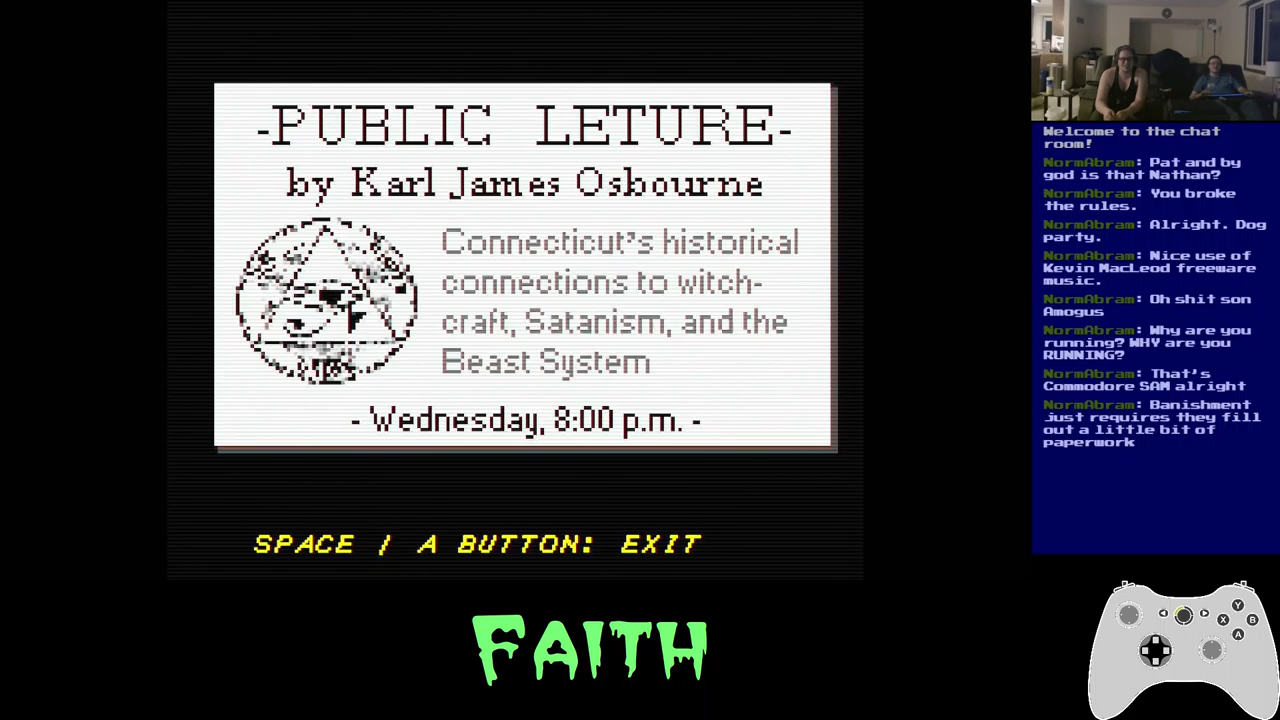 -PUBLIC LETURE-
by Karl James Osbourne
Connecticut's historical
connections to witch-
craft, Satanism, and the
Beast System
- Wednesday, 8:00 p.m. -
SPACE / A BUTTON: EXIT
FAITH
Welcome to the chat
room!
NormAbram: Pat and by
god is that Nathan?
NormAbram: You broke
the rules.
NormAbram: Alright. Dog
party.
NormAbram: Nice use of
Kevin MacLeod freeware
music.
NormAbram: Oh shit son
Amogus
NormAbram: Why are you
running? WHY are you
RUNNING?
NormAbram: That's
Commodore SAM alright
NormAbram: Banishment
just requires they fill
out a little bit of
paperwork
Y
X
B
A